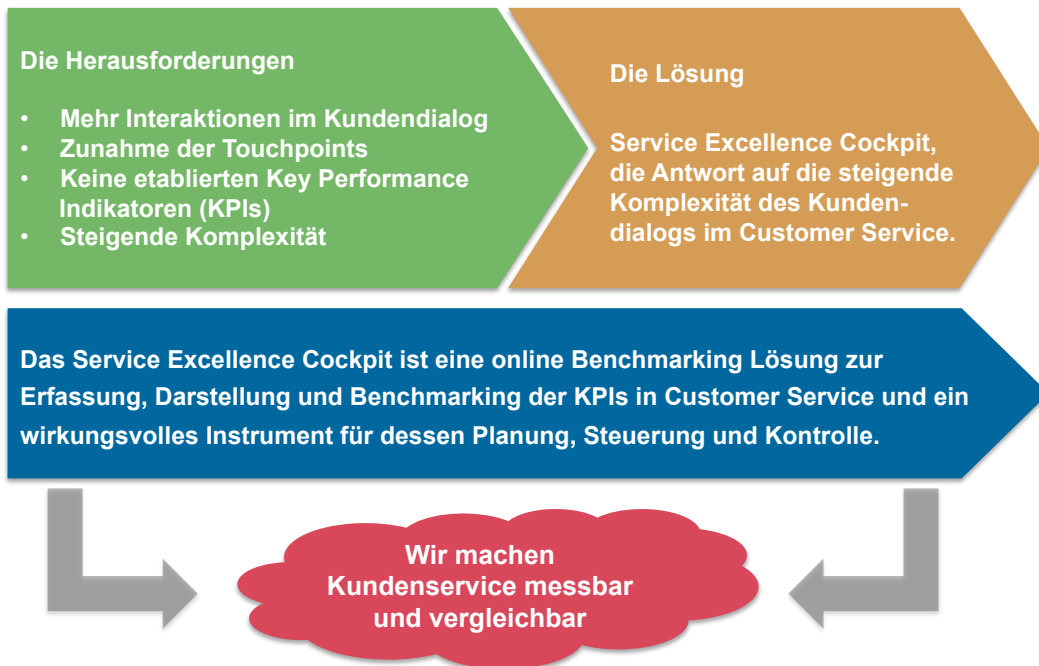 Die Herausforderungen
• Mehr Interaktionen im Kundendialog
• Zunahme der Touchpoints
• Keine etablierten Key Performance
Indikatoren (KPIs)
• Steigende Komplexität
Die Lösung
Service Excellence Cockpit,
die Antwort auf die steigende
Komplexität des Kunden-
dialogs im Customer Service.
Das Service Excellence Cockpit ist eine online Benchmarking Lösung zur
Erfassung, Darstellung und Benchmarking der KPIs in Customer Service und ein
wirkungsvolles Instrument für dessen Planung, Steuerung und Kontrolle.
Wir machen
Kundenservice messbar
und vergleichbar